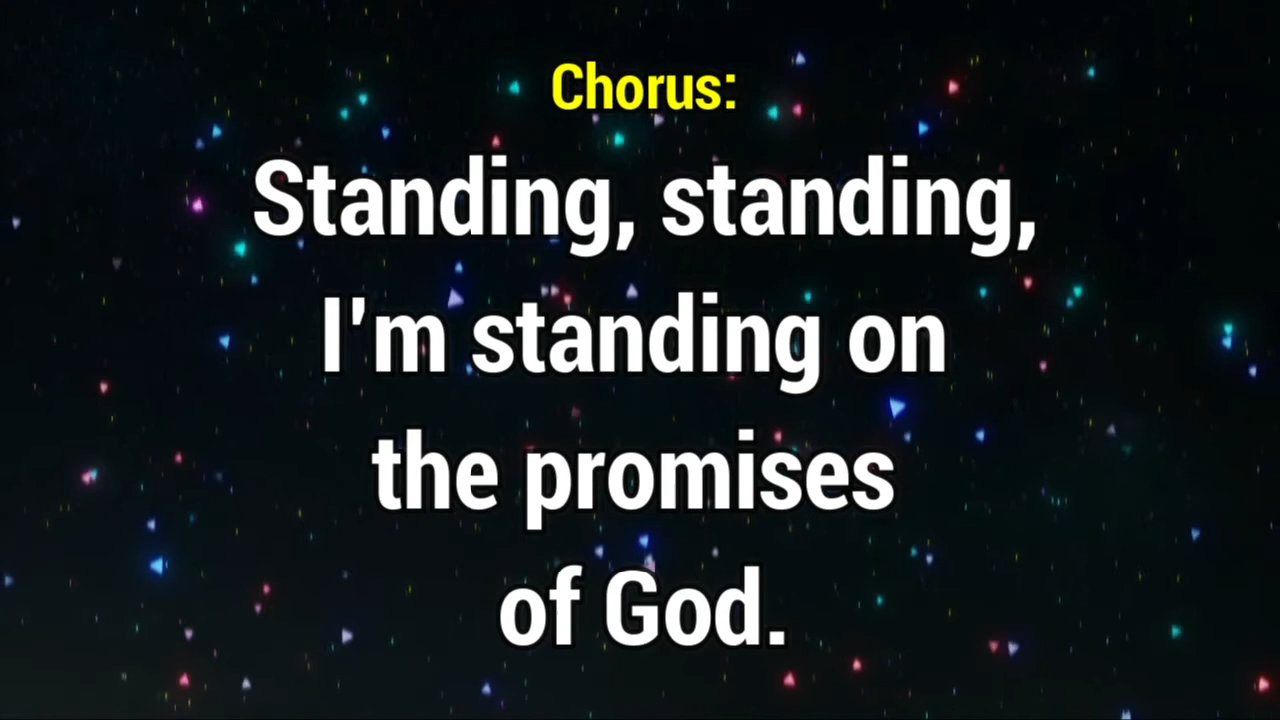 Chorus:
Standing, standing,
I'm standing on
the promises
of God.